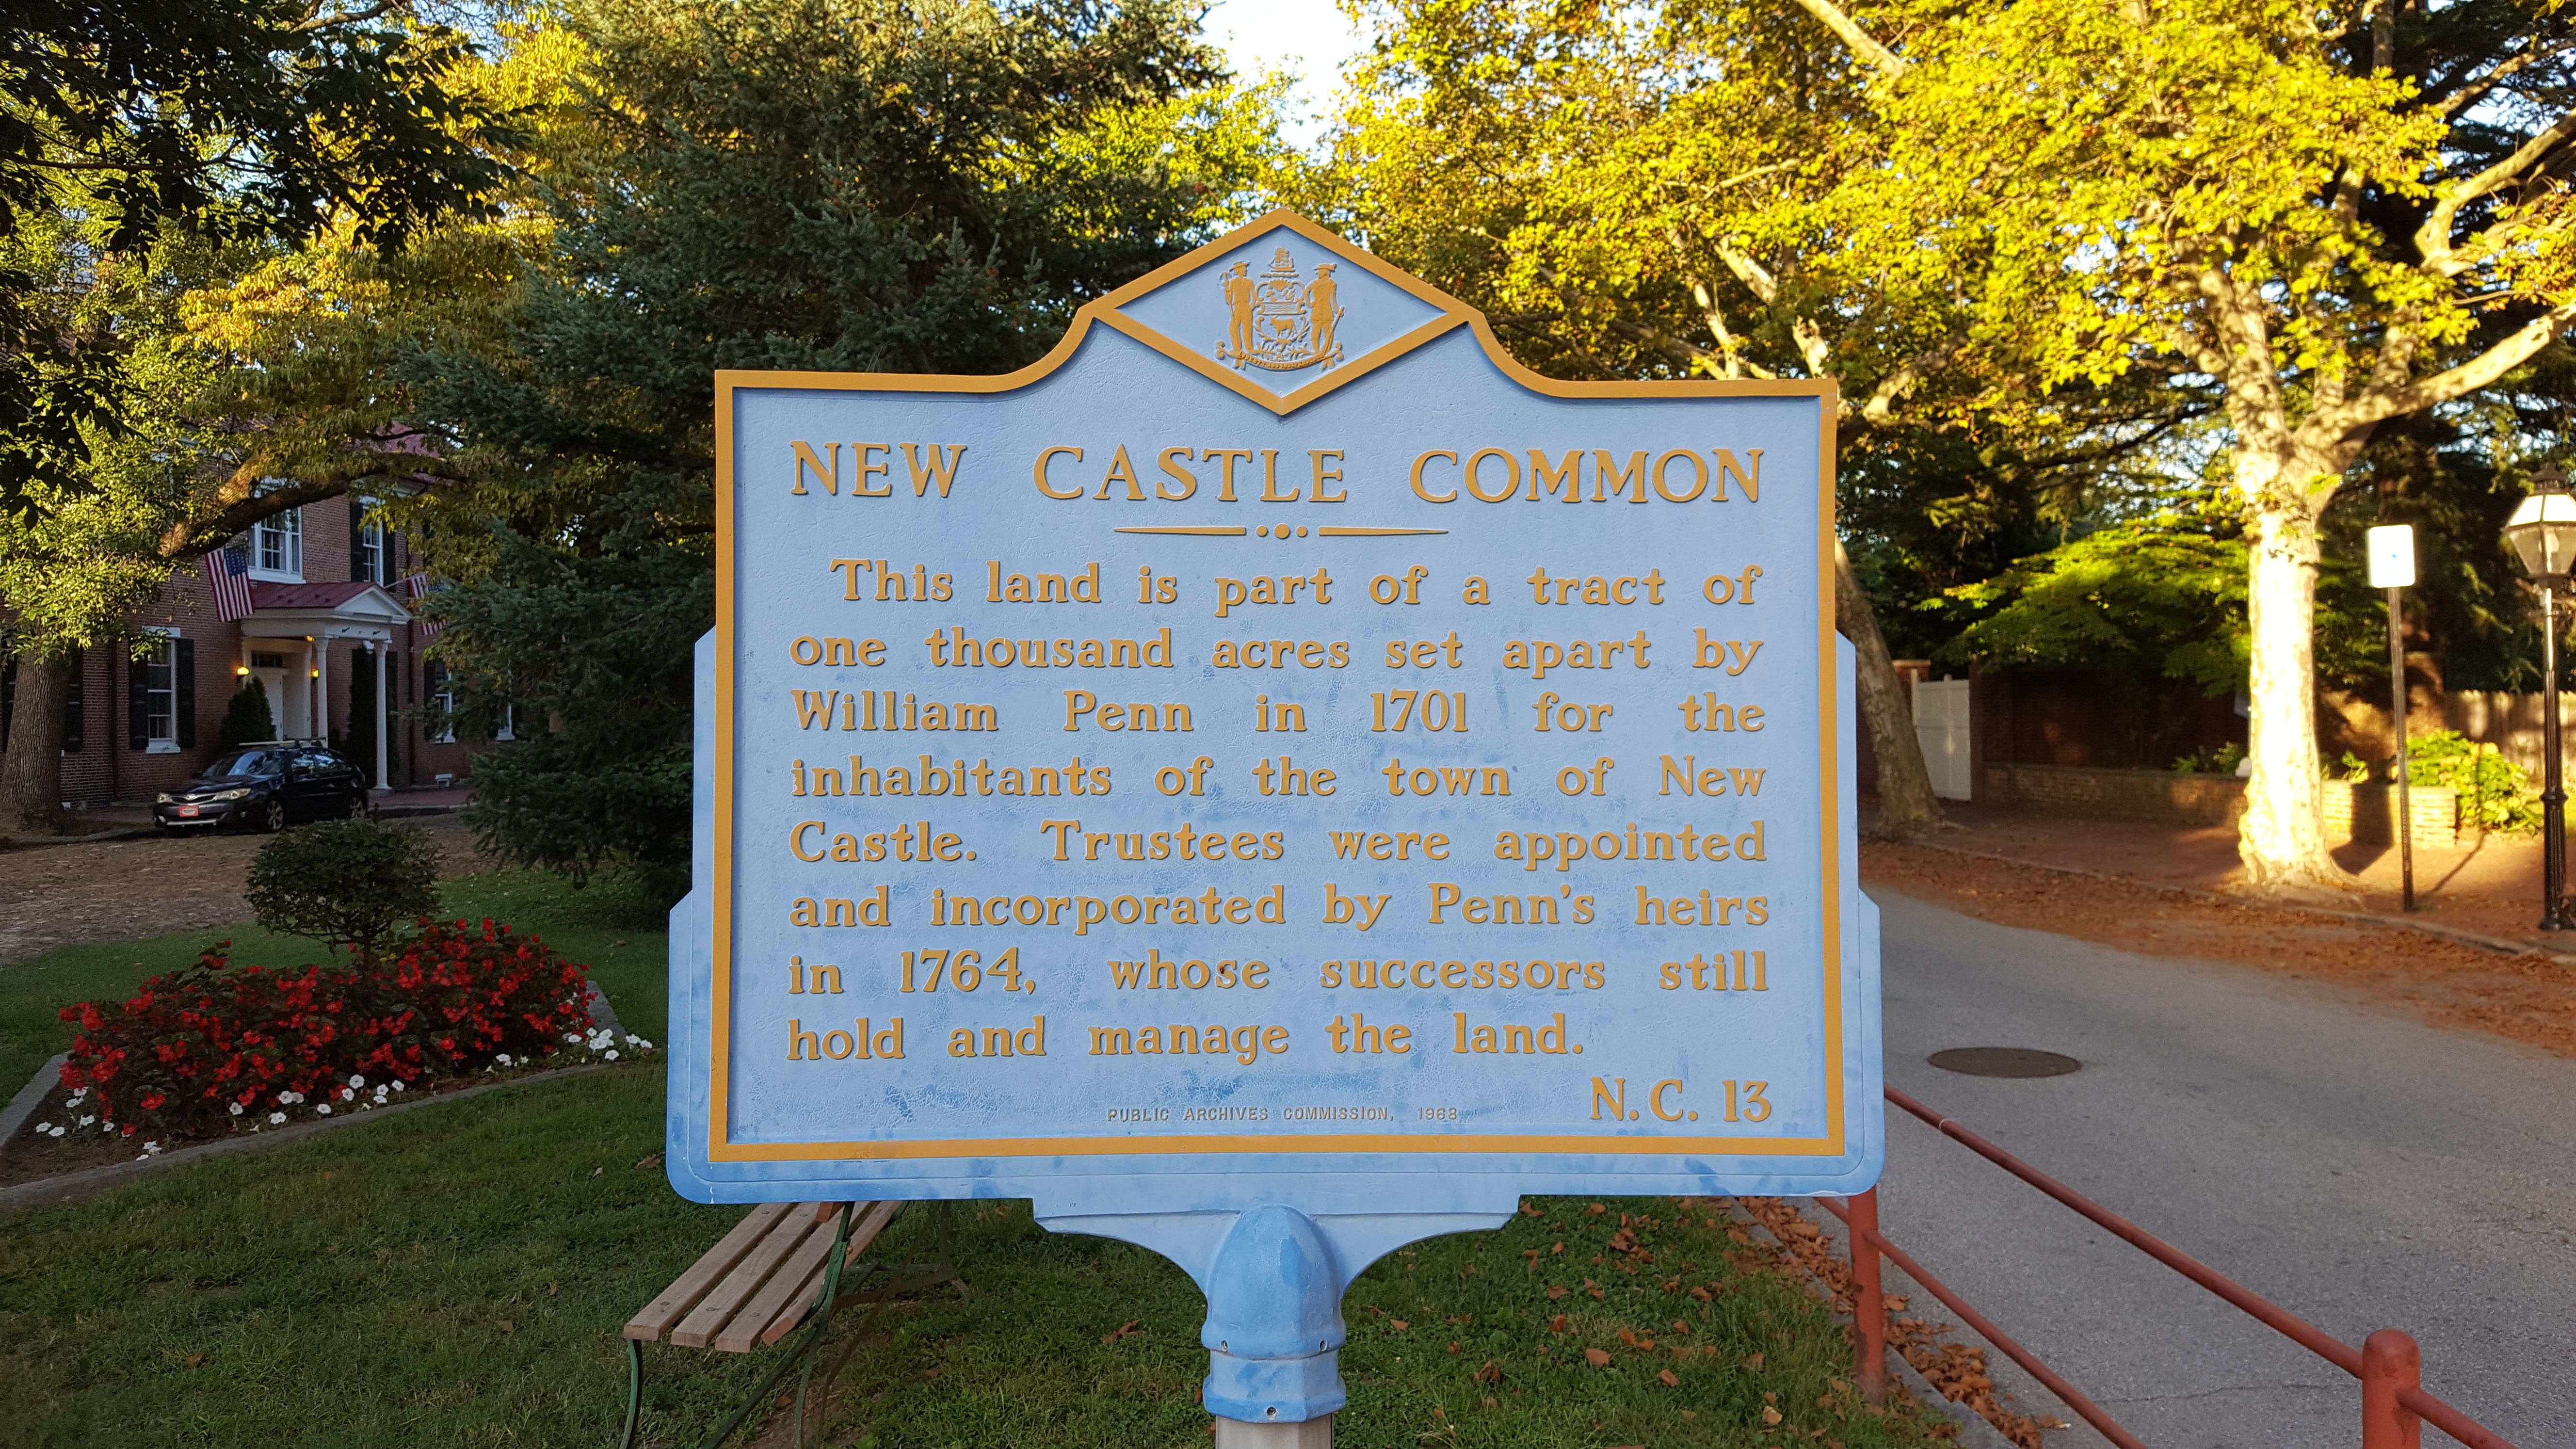 NEW CASTLE COMMON
This land is part of a tract of
one thousand acres set apart by
William Penn in 1701 for the
inhabitants of the town of New
Castle. Trustees were appointed
and incorporated by Penn's heirs
in 1764, whose successors still
hold and manage the land.
N.C. 13
PUBLIC ARCHIVES COMMISSION, 1968